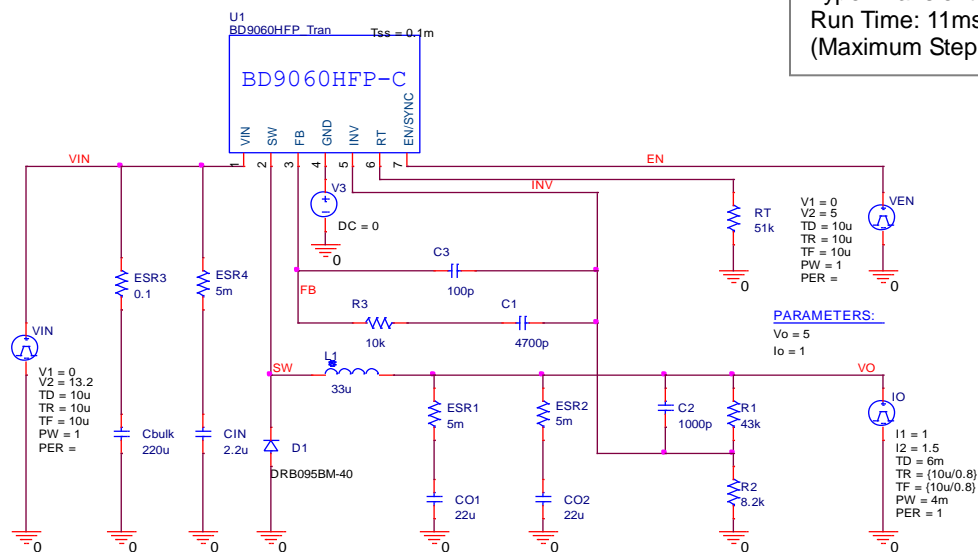 U1
BD9060HFP_Tran
Tss = 0.1m
Run Time: 11ms
(Maximum Step
BD9060HFP-C
VIN
SW
FB
GND
INV
RT
EN/SYNC
1
2
3
4
5
6
7
VIN
EN
INV
V3
DC = 0
0
RT
51k
0
V1 = 0
V2 = 5
TD = 10u
TR = 10u
TF = 10u
PW = 1
PER =
VEN
0
ESR3
0.1
ESR4
5m
C3
100p
FB
R3
10k
C1
4700p
PARAMETERS:
Vo = 5
Io = 1
VIN
V1 = 0
V2 = 13.2
TD = 10u
TR = 10u
TF = 10u
PW = 1
PER =
SW
L1
33u
VO
ESR1
5m
ESR2
5m
C2
1000p
R1
43k
IO
I1 = 1
I2 = 1.5
TD = 6m
TR = {10u/0.8}
TF = {10u/0.8}
PW = 4m
PER = 1
Cbulk
220u
CIN
2.2u
D1
DRB095BM-40
CO1
22u
CO2
22u
R2
8.2k
0
0
0
0
0
0
0
0